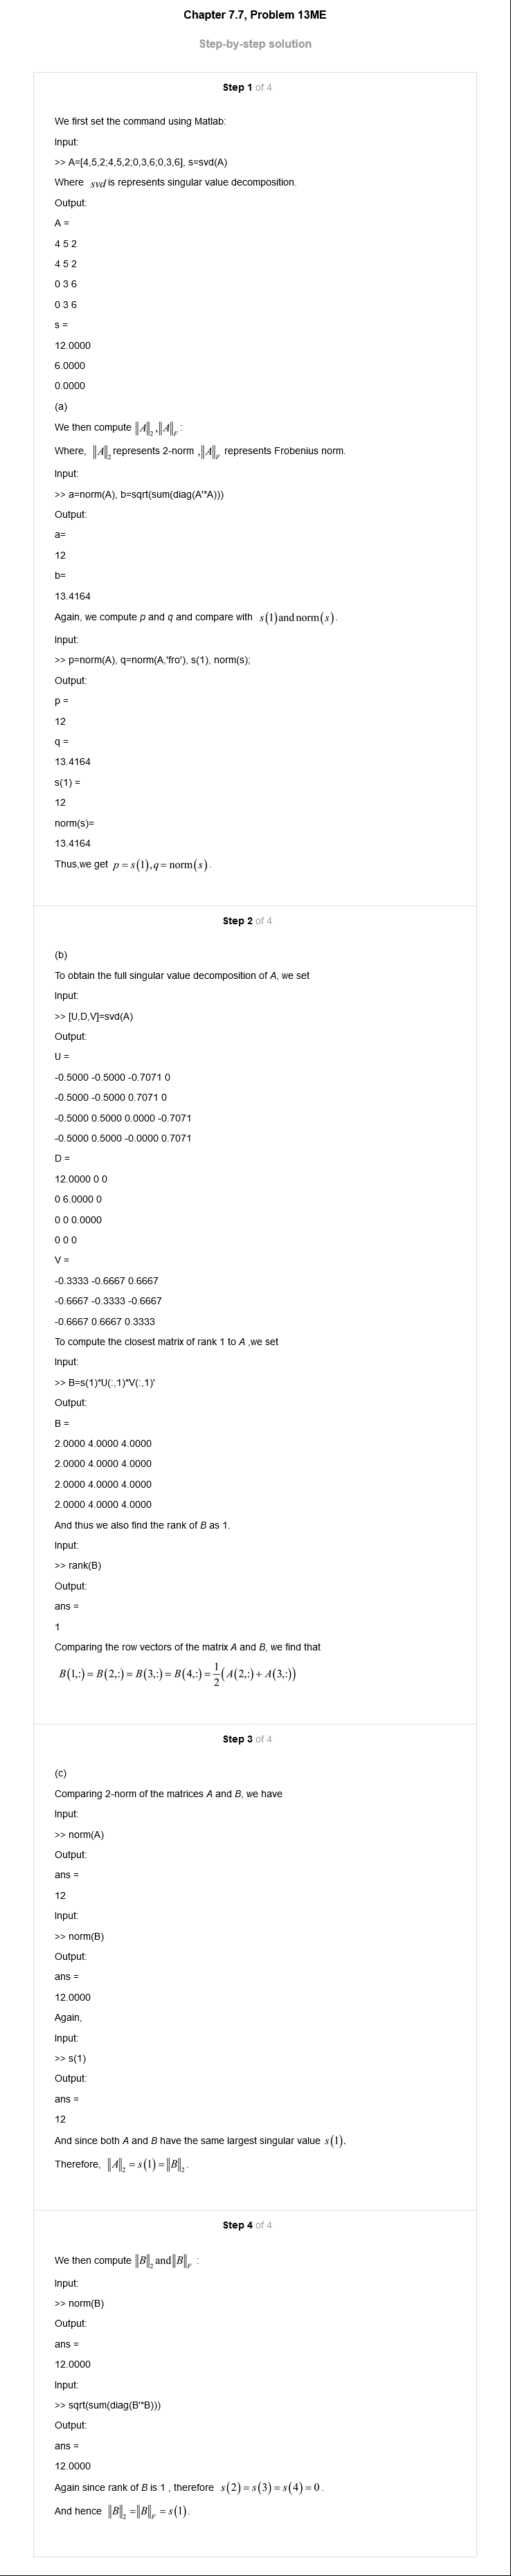 Chapter 7.7, Problem 13ME
Step-by-step solution
Step 1 of 4
We first set the command using Matlab:
Input:
>> A=[4,5,2;4,5,2;0,3,6;0,3,6], s=svd(A)
Where svd is represents singular value decomposition.
Output:
A =
4 5 2
4 5 2
0 3 6
0 3 6
s =
12.0000
6.0000
0.0000
(a)
We then compute ‖A‖₂,‖A‖_F :
Where, ‖A‖₂ represents 2-norm ,‖A‖_F represents Frobenius norm.
Input:
>> a=norm(A), b=sqrt(sum(diag(A'*A)))
Output:
a=
12
b=
13.4164
Again, we compute p and q and compare with s(1) and norm(s).
Input:
>> p=norm(A), q=norm(A,'fro'), s(1), norm(s);
Output:
p =
12
q =
13.4164
s(1) =
12
norm(s)=
13.4164
Thus,we get p = s(1),q = norm(s).
Step 2 of 4
(b)
To obtain the full singular value decomposition of A, we set
Input:
>> [U,D,V]=svd(A)
Output:
U =
-0.5000 -0.5000 -0.7071 0
-0.5000 -0.5000 0.7071 0
-0.5000 0.5000 0.0000 -0.7071
-0.5000 0.5000 -0.0000 0.7071
D =
12.0000 0 0
0 6.0000 0
0 0 0.0000
0 0 0
V =
-0.3333 -0.6667 0.6667
-0.6667 -0.3333 -0.6667
-0.6667 0.6667 0.3333
To compute the closest matrix of rank 1 to A ,we set
Input:
>> B=s(1)*U(:,1)*V(:,1)'
Output:
B =
2.0000 4.0000 4.0000
2.0000 4.0000 4.0000
2.0000 4.0000 4.0000
2.0000 4.0000 4.0000
And thus we also find the rank of B as 1.
Input:
>> rank(B)
Output:
ans =
1
Comparing the row vectors of the matrix A and B, we find that
B(1,:) = B(2,:) = B(3,:) = B(4,:) = 1/2 (A(2,:) + A(3,:))
Step 3 of 4
(c)
Comparing 2-norm of the matrices A and B, we have
Input:
>> norm(A)
Output:
ans =
12
Input:
>> norm(B)
Output:
ans =
12.0000
Again,
Input:
>> s(1)
Output:
ans =
12
And since both A and B have the same largest singular value s(1).
Therefore, ‖A‖₂ = s(1) = ‖B‖₂.
Step 4 of 4
We then compute ‖B‖₂ and ‖B‖_F :
Input:
>> norm(B)
Output:
ans =
12.0000
Input:
>> sqrt(sum(diag(B'*B)))
Output:
ans =
12.0000
Again since rank of B is 1 , therefore s(2) = s(3) = s(4) = 0 .
And hence ‖B‖₂ = ‖B‖_F = s(1).